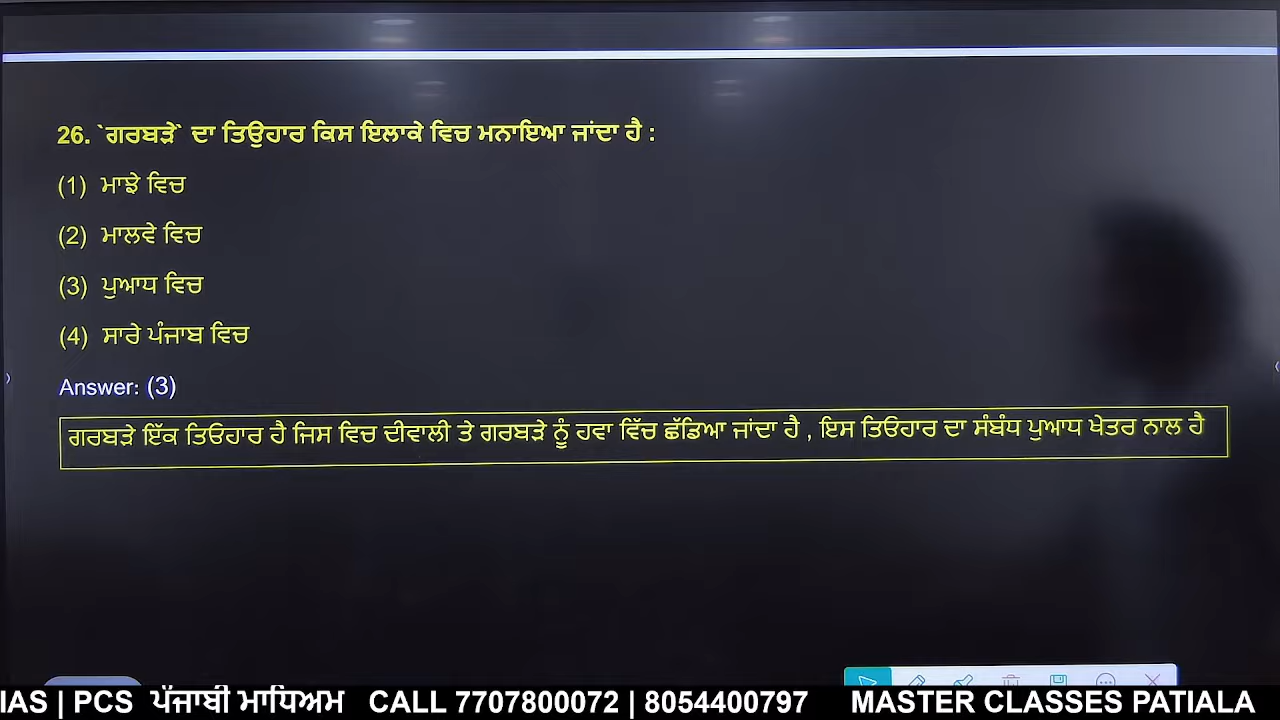 26. `ਗਰਬੜੇ` ਦਾ ਤਿਉਹਾਰ ਕਿਸ ਇਲਾਕੇ ਵਿਚ ਮਨਾਇਆ ਜਾਂਦਾ ਹੈ :
(1) ਮਾਝੇ ਵਿਚ
(2) ਮਾਲਵੇ ਵਿਚ
(3) ਪੁਆਧ ਵਿਚ
(4) ਸਾਰੇ ਪੰਜਾਬ ਵਿਚ
Answer: (3)
ਗਰਬੜੇ ਇੱਕ ਤਿਓਹਾਰ ਹੈ ਜਿਸ ਵਿਚ ਦੀਵਾਲੀ ਤੇ ਗਰਬੜੇ ਨੂੰ ਹਵਾ ਵਿੱਚ ਛੱਡਿਆ ਜਾਂਦਾ ਹੈ , ਇਸ ਤਿਓਹਾਰ ਦਾ ਸੰਬੰਧ ਪੁਆਧ ਖੇਤਰ ਨਾਲ ਹੈ
IAS | PCS ਪੰਜਾਬੀ ਮਾਧਿਅਮ CALL 7707800072 | 8054400797 MASTER CLASSES PATIALA